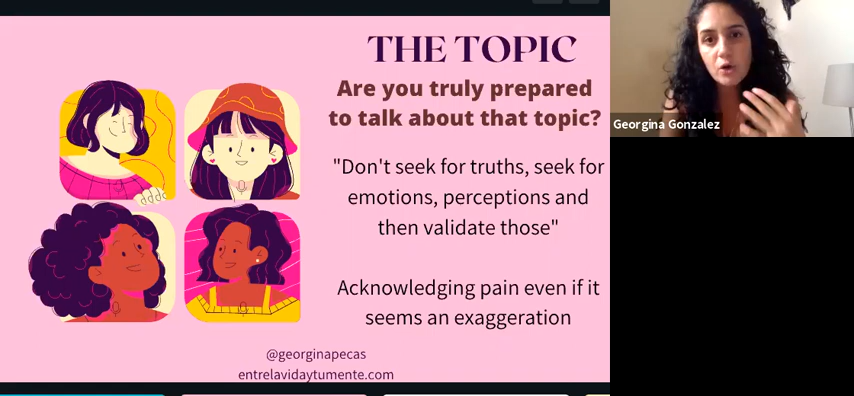 THE TOPIC
Are you truly prepared
to talk about that topic?
"Don't seek for truths, seek for
emotions, perceptions and
then validate those"
Acknowledging pain even if it
seems an exaggeration
@georginapecas
entrelavidaytumente.com
Georgina Gonzalez